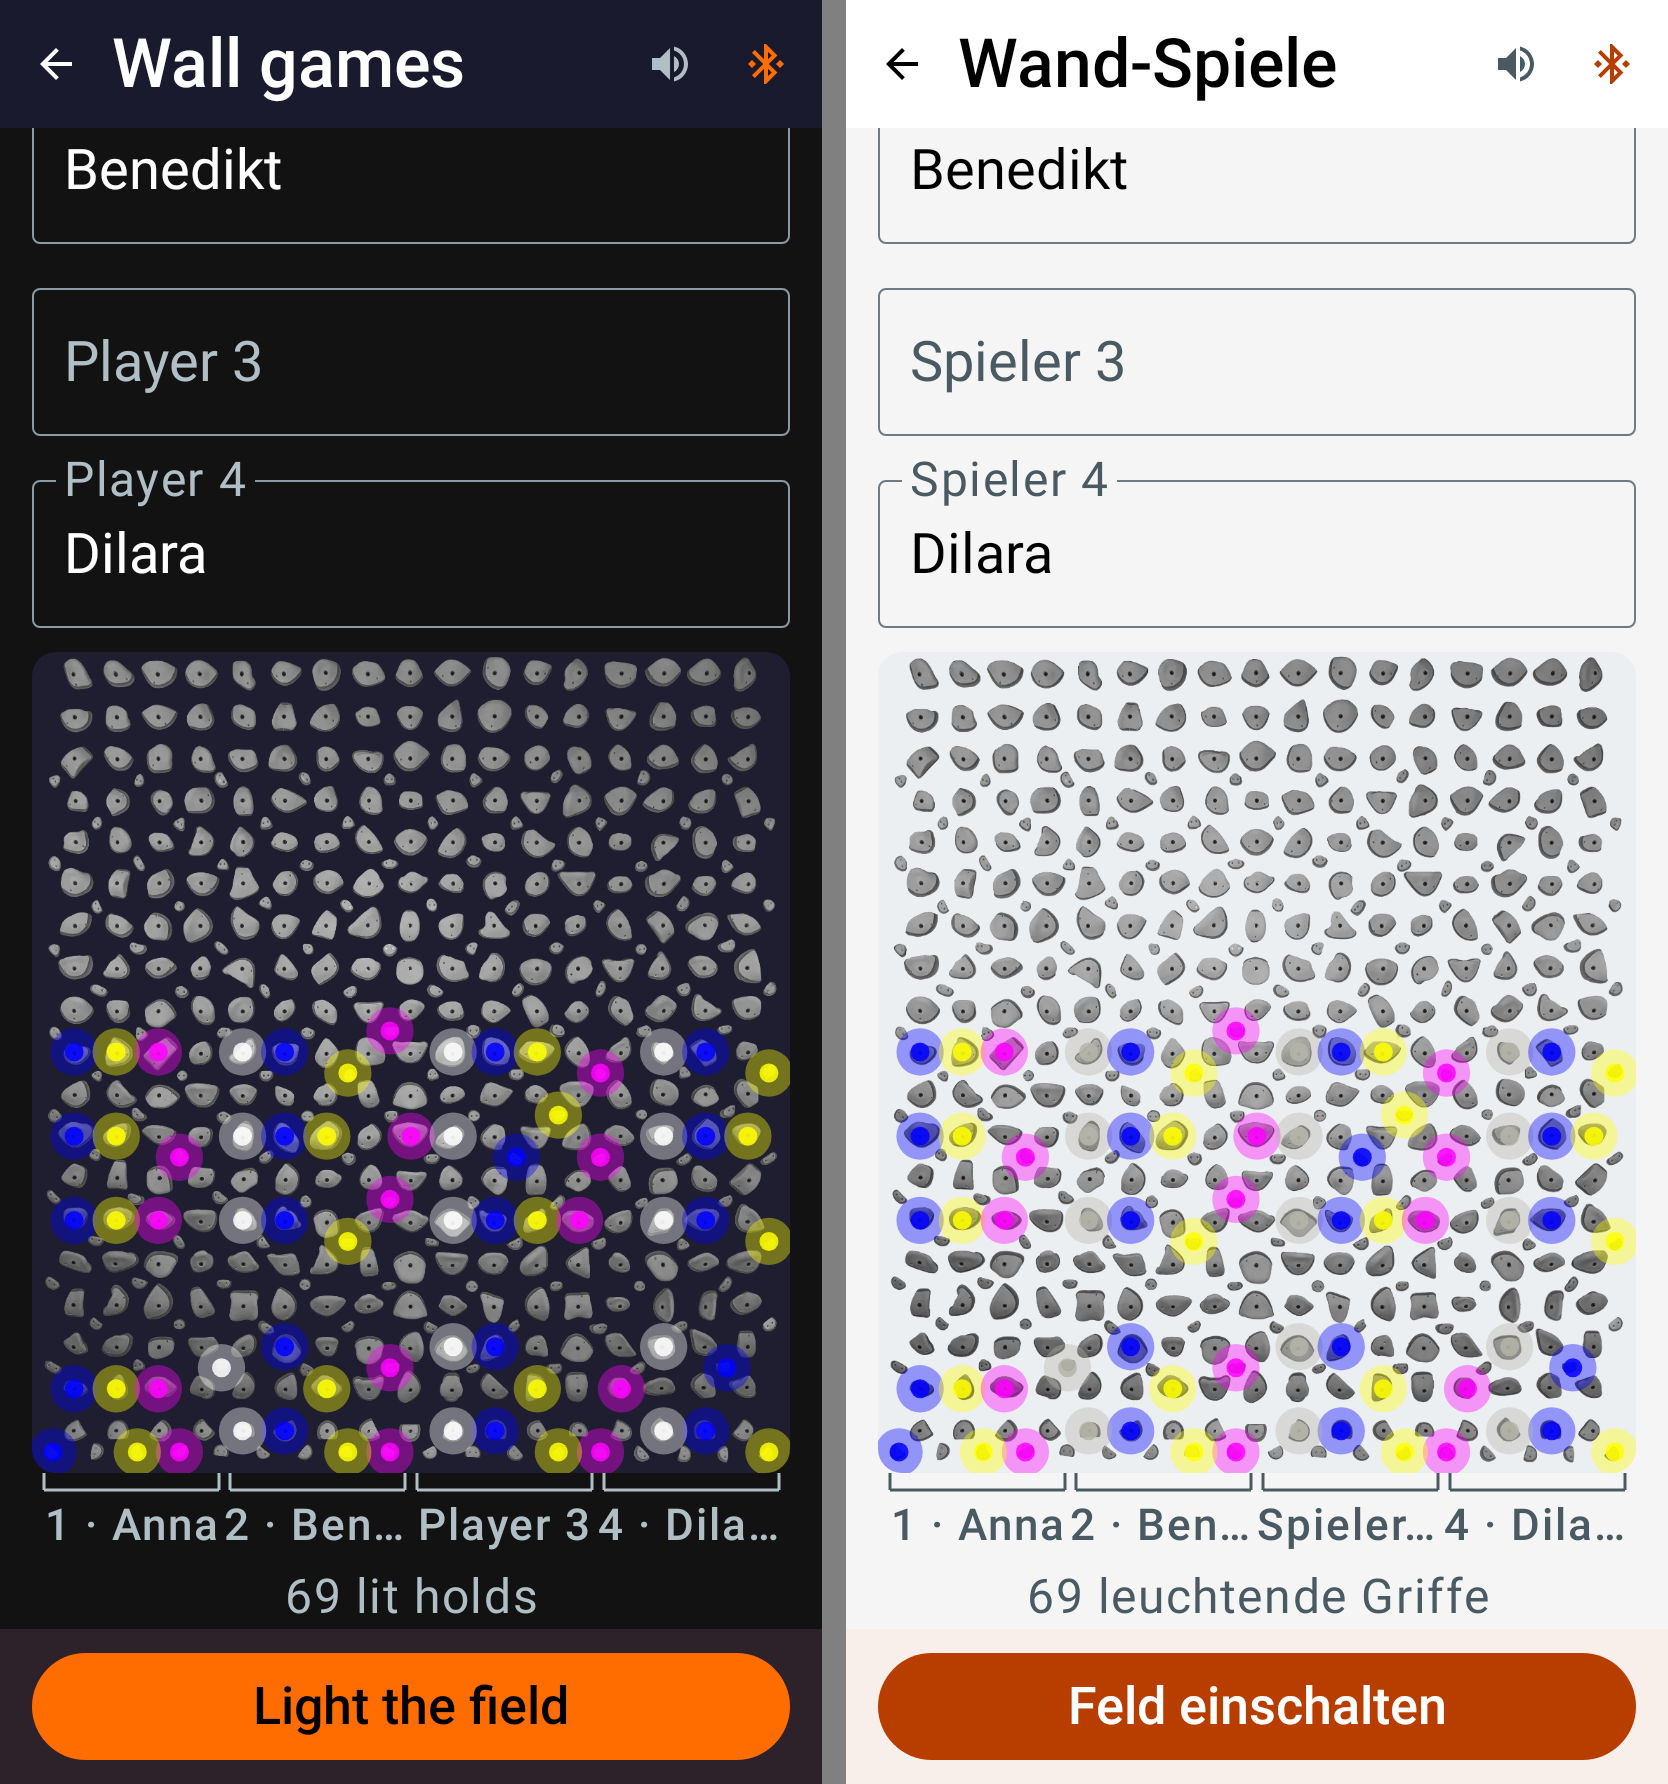 Wall games
Benedikt
Player 3
Player 4
Dilara
1 · Anna 2 · Ben... Player 3 4 · Dila...
69 lit holds
Light the field
Wand-Spiele
Benedikt
Spieler 3
Spieler 4
Dilara
1 · Anna 2 · Ben... Spieler... 4 · Dila...
69 leuchtende Griffe
Feld einschalten